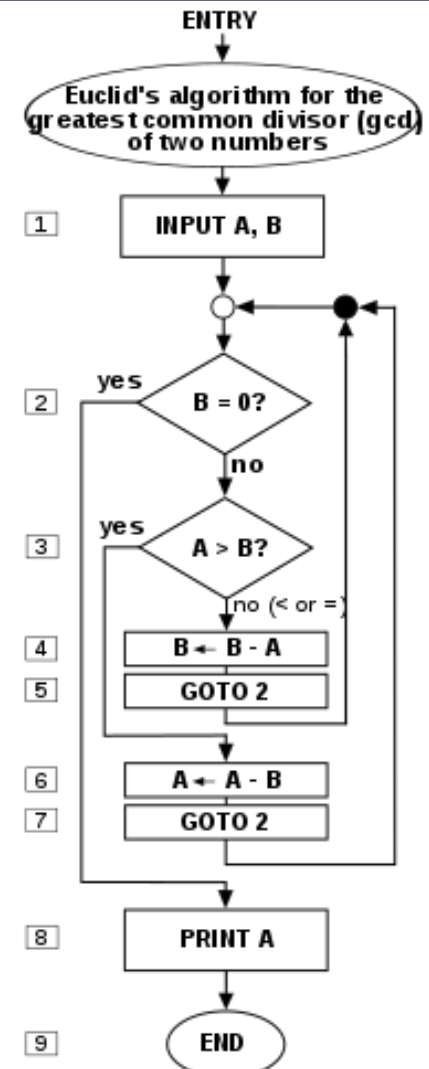 ENTRY
Euclid's algorithm for the
greatest common divisor (gcd)
of two numbers
1
INPUT A, B
yes
2
B = 0?
no
yes
3
A > B?
no (< or =)
4
B ← B - A
5
GOTO 2
6
A ← A - B
7
GOTO 2
8
PRINT A
9
END